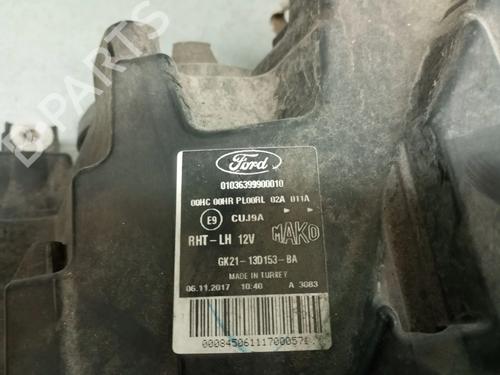 B-PARTS
Ford
01036399900010
00HC 00HR PL00RL 02A 011A
E9 CUJ9A
RHT-LH 12V MAKO
GK21-13D153-BA
MADE IN TURKEY
06.11.2017 10:40 A 3083